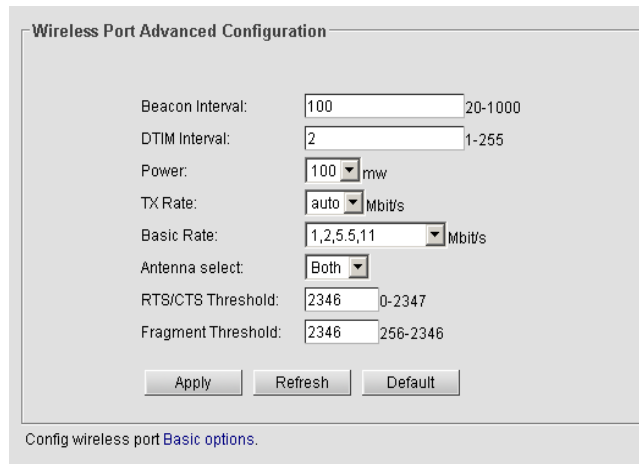 Wireless Port Advanced Configuration
Beacon Interval: 100 20-1000
DTIM Interval: 2 1-255
Power: 100 mw
TX Rate: auto Mbit/s
Basic Rate: 1,2,5.5,11 Mbit/s
Antenna select: Both
RTS/CTS Threshold: 2346 0-2347
Fragment Threshold: 2346 256-2346
Apply Refresh Default
Config wireless port Basic options.